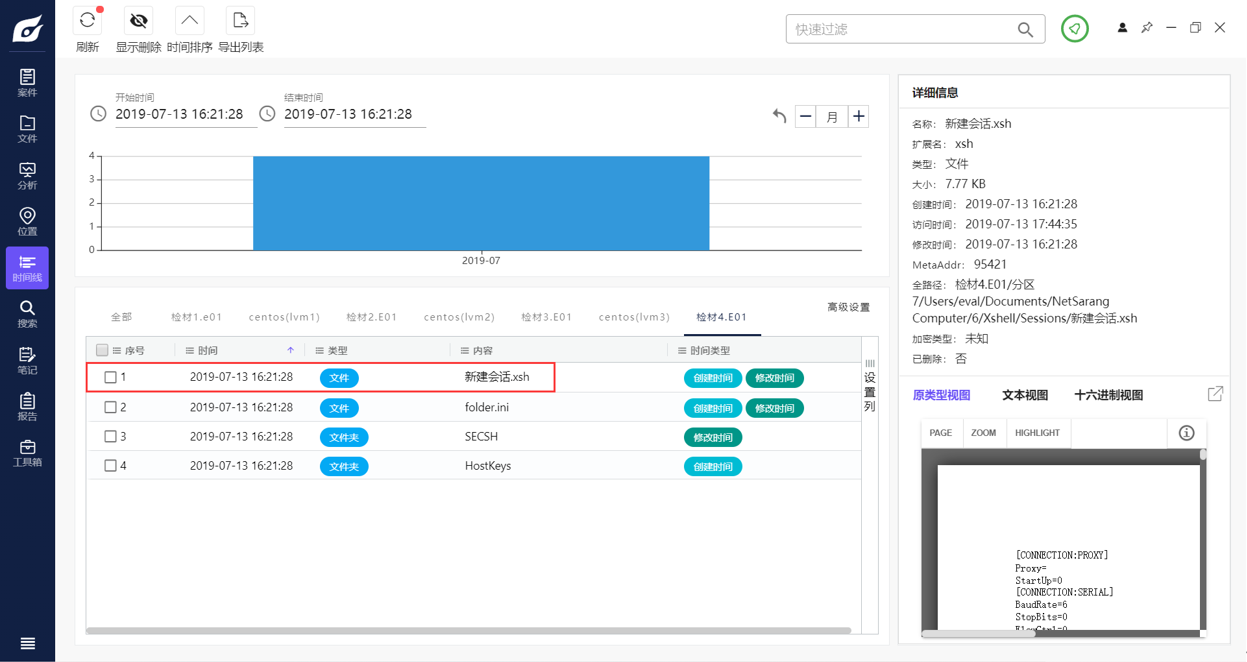 刷新 显示删除 时间排序 导出列表
快速过滤
案件
文件
分析
位置
时间线
搜索
笔记
报告
工具箱
开始时间
2019-07-13 16:21:28
结束时间
2019-07-13 16:21:28
月
4
3
2
1
0
2019-07
高级设置
全部 检材1.e01 centos(lvm1) 检材2.E01 centos(lvm2) 检材3.E01 centos(lvm3) 检材4.E01
序号 时间 类型 内容 时间类型
1 2019-07-13 16:21:28 文件 新建会话.xsh 创建时间 修改时间
2 2019-07-13 16:21:28 文件 folder.ini 创建时间 修改时间
3 2019-07-13 16:21:28 文件夹 SECSH 修改时间
4 2019-07-13 16:21:28 文件夹 HostKeys 创建时间
设置列
详细信息
名称: 新建会话.xsh
扩展名: xsh
类型: 文件
大小: 7.77 KB
创建时间: 2019-07-13 16:21:28
访问时间: 2019-07-13 17:44:35
修改时间: 2019-07-13 16:21:28
MetaAddr: 95421
全路径: 检材4.E01/分区
7/Users/eval/Documents/NetSarang
Computer/6/Xshell/Sessions/新建会话.xsh
加密类型: 未知
已删除: 否
原类型视图 文本视图 十六进制视图
PAGE ZOOM HIGHLIGHT
[CONNECTION:PROXY]
Proxy=
StartUp=0
[CONNECTION:SERIAL]
BaudRate=6
StopBits=0
FlowCtrl=0